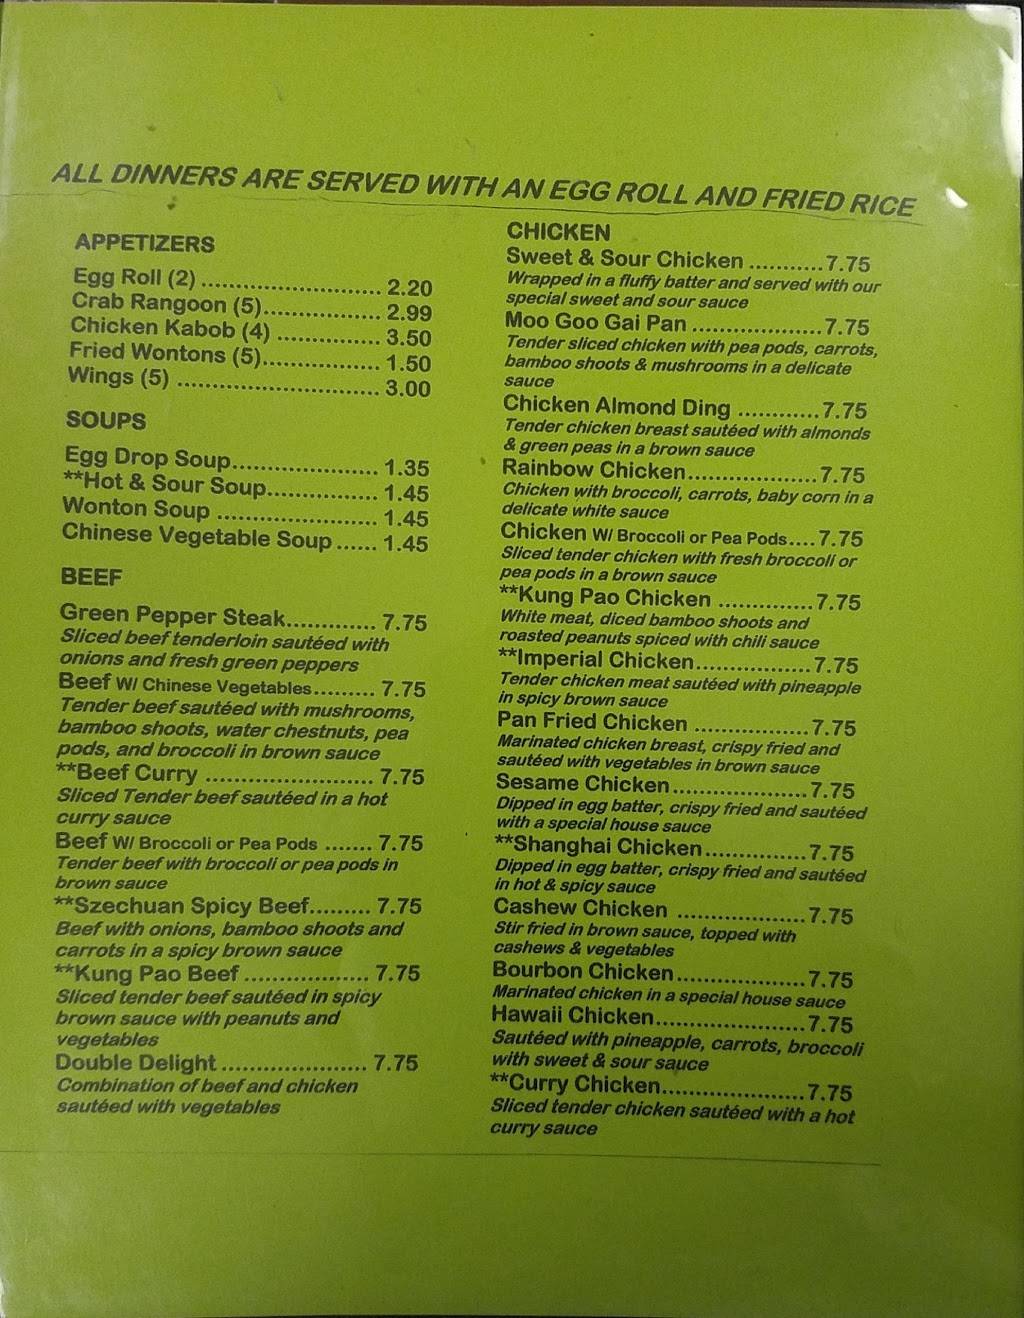 ALL DINNERS ARE SERVED WITH AN EGG ROLL AND FRIED RICE
APPETIZERS
Egg Roll (2) .......................... 2.20
Crab Rangoon (5)................. 2.99
Chicken Kabob (4) ............... 3.50
Fried Wontons (5)................. 1.50
Wings (5) ............................. 3.00
SOUPS
Egg Drop Soup..................... 1.35
**Hot & Sour Soup................ 1.45
Wonton Soup ....................... 1.45
Chinese Vegetable Soup ...... 1.45
BEEF
Green Pepper Steak............. 7.75
Sliced beef tenderloin sautéed with
onions and fresh green peppers
Beef W/ Chinese Vegetables......... 7.75
Tender beef sautéed with mushrooms,
bamboo shoots, water chestnuts, pea
pods, and broccoli in brown sauce
**Beef Curry ........................ 7.75
Sliced Tender beef sautéed in a hot
curry sauce
Beef W/ Broccoli or Pea Pods ....... 7.75
Tender beef with broccoli or pea pods in
brown sauce
**Szechuan Spicy Beef......... 7.75
Beef with onions, bamboo shoots and
carrots in a spicy brown sauce
**Kung Pao Beef .................. 7.75
Sliced tender beef sautéed in spicy
brown sauce with peanuts and
vegetables
Double Delight ..................... 7.75
Combination of beef and chicken
sautéed with vegetables
CHICKEN
Sweet & Sour Chicken ...........7.75
Wrapped in a fluffy batter and served with our
special sweet and sour sauce
Moo Goo Gai Pan ...................7.75
Tender sliced chicken with pea pods, carrots,
bamboo shoots & mushrooms in a delicate
sauce
Chicken Almond Ding ............7.75
Tender chicken breast sautéed with almonds
& green peas in a brown sauce
Rainbow Chicken...................7.75
Chicken with broccoli, carrots, baby corn in a
delicate white sauce
Chicken W/ Broccoli or Pea Pods....7.75
Sliced tender chicken with fresh broccoli or
pea pods in a brown sauce
**Kung Pao Chicken ..............7.75
White meat, diced bamboo shoots and
roasted peanuts spiced with chili sauce
**Imperial Chicken.................7.75
Tender chicken meat sautéed with pineapple
in spicy brown sauce
Pan Fried Chicken .................7.75
Marinated chicken breast, crispy fried and
sautéed with vegetables in brown sauce
Sesame Chicken....................7.75
Dipped in egg batter, crispy fried and sautéed
with a special house sauce
**Shanghai Chicken...............7.75
Dipped in egg batter, crispy fried and sautéed
in hot & spicy sauce
Cashew Chicken ...................7.75
Stir fried in brown sauce, topped with
cashews & vegetables
Bourbon Chicken...................7.75
Marinated chicken in a special house sauce
Hawaii Chicken......................7.75
Sautéed with pineapple, carrots, broccoli
with sweet & sour sauce
**Curry Chicken.....................7.75
Sliced tender chicken sautéed with a hot
curry sauce